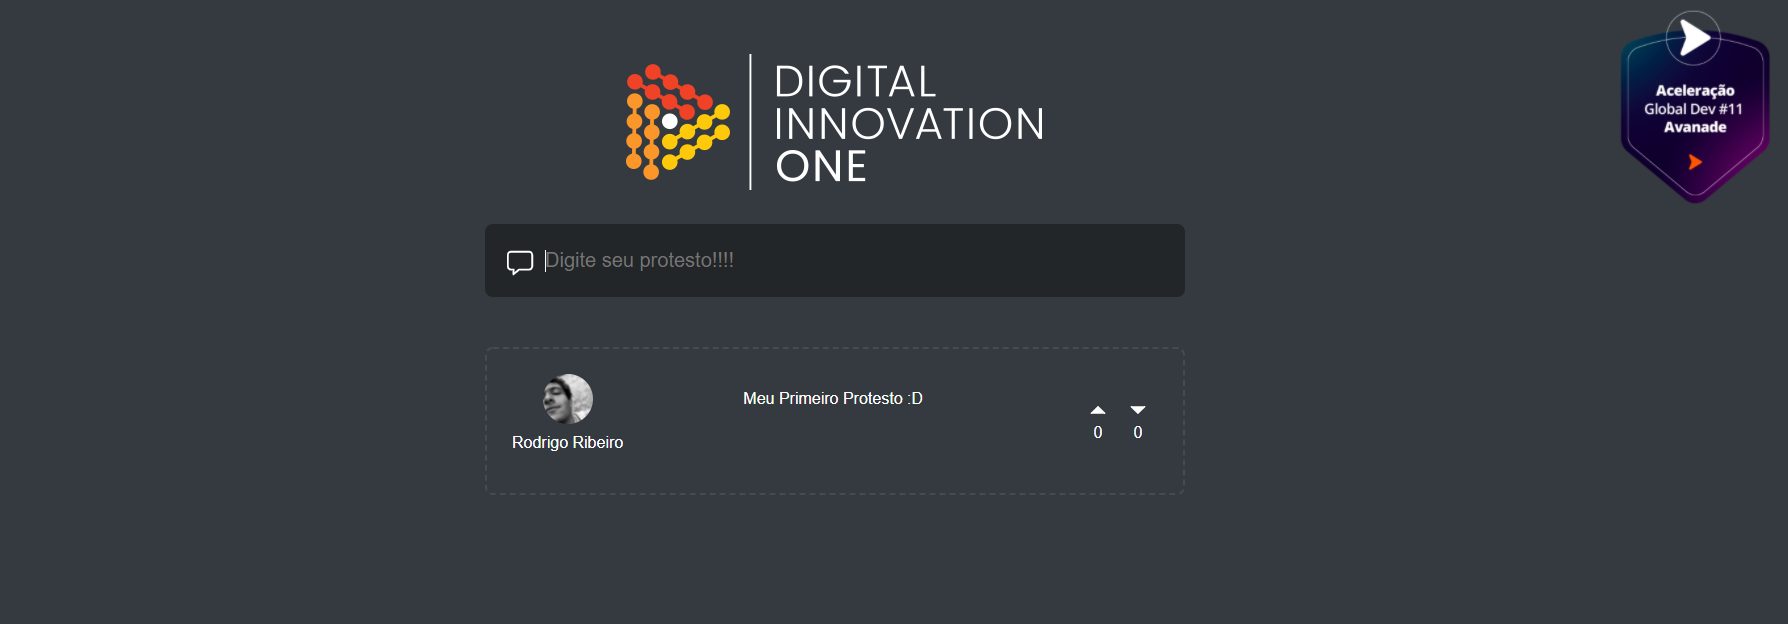 DIGITAL
INNOVATION
ONE
Aceleração
Global Dev #11
Avanade
Digite seu protesto!!!!
Meu Primeiro Protesto :D
Rodrigo Ribeiro
0 0